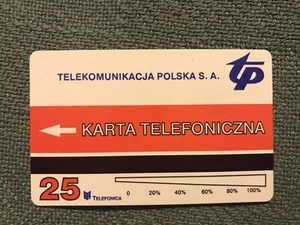 TELEKOMUNIKACJA POLSKA S. A.
TP
KARTA TELEFONICZNA
25 TELEFONICA
0 20% 40% 60% 80% 100%